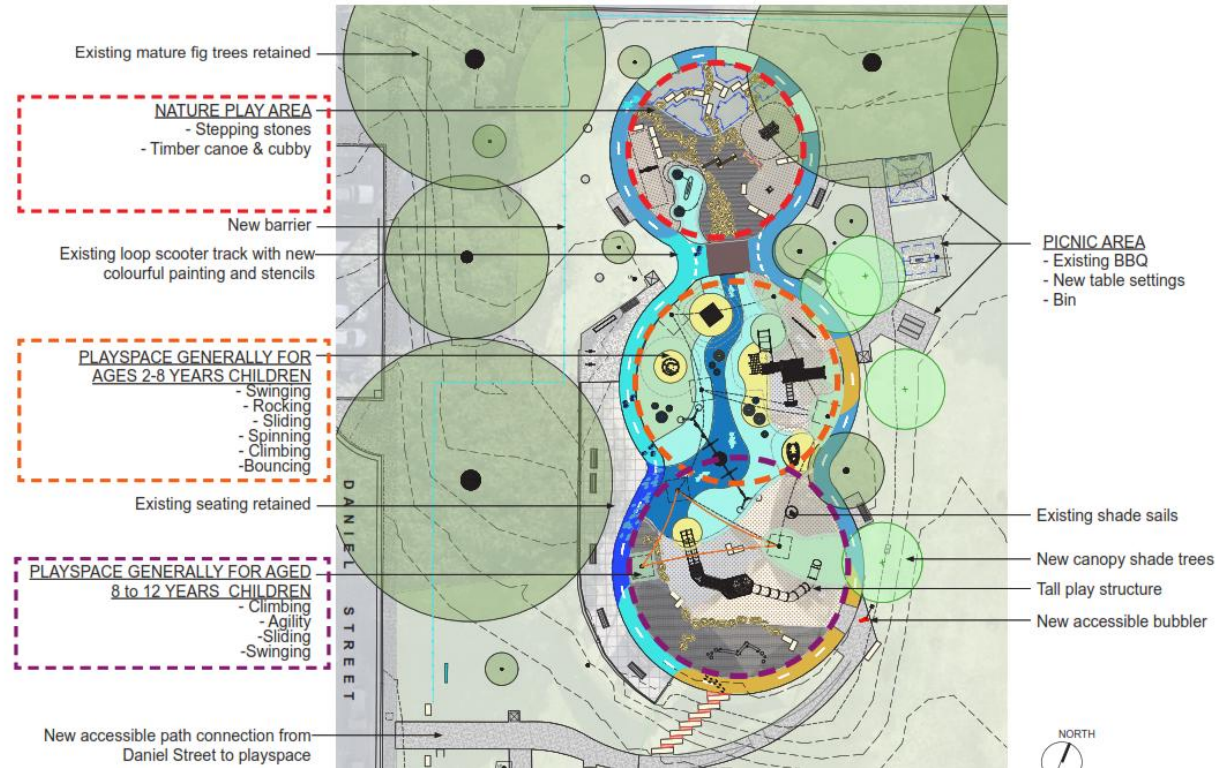 Existing mature fig trees retained
NATURE PLAY AREA
- Stepping stones
- Timber canoe & cubby
New barrier
Existing loop scooter track with new
colourful painting and stencils
PLAYSPACE GENERALLY FOR
AGES 2-8 YEARS CHILDREN
- Swinging
- Rocking
- Sliding
- Spinning
- Climbing
-Bouncing
Existing seating retained
PLAYSPACE GENERALLY FOR AGED
8 to 12 YEARS CHILDREN
- Climbing
- Agility
-Sliding
-Swinging
New accessible path connection from
Daniel Street to playspace
DANIEL STREET
PICNIC AREA
- Existing BBQ
- New table settings
- Bin
Existing shade sails
New canopy shade trees
Tall play structure
New accessible bubbler
NORTH